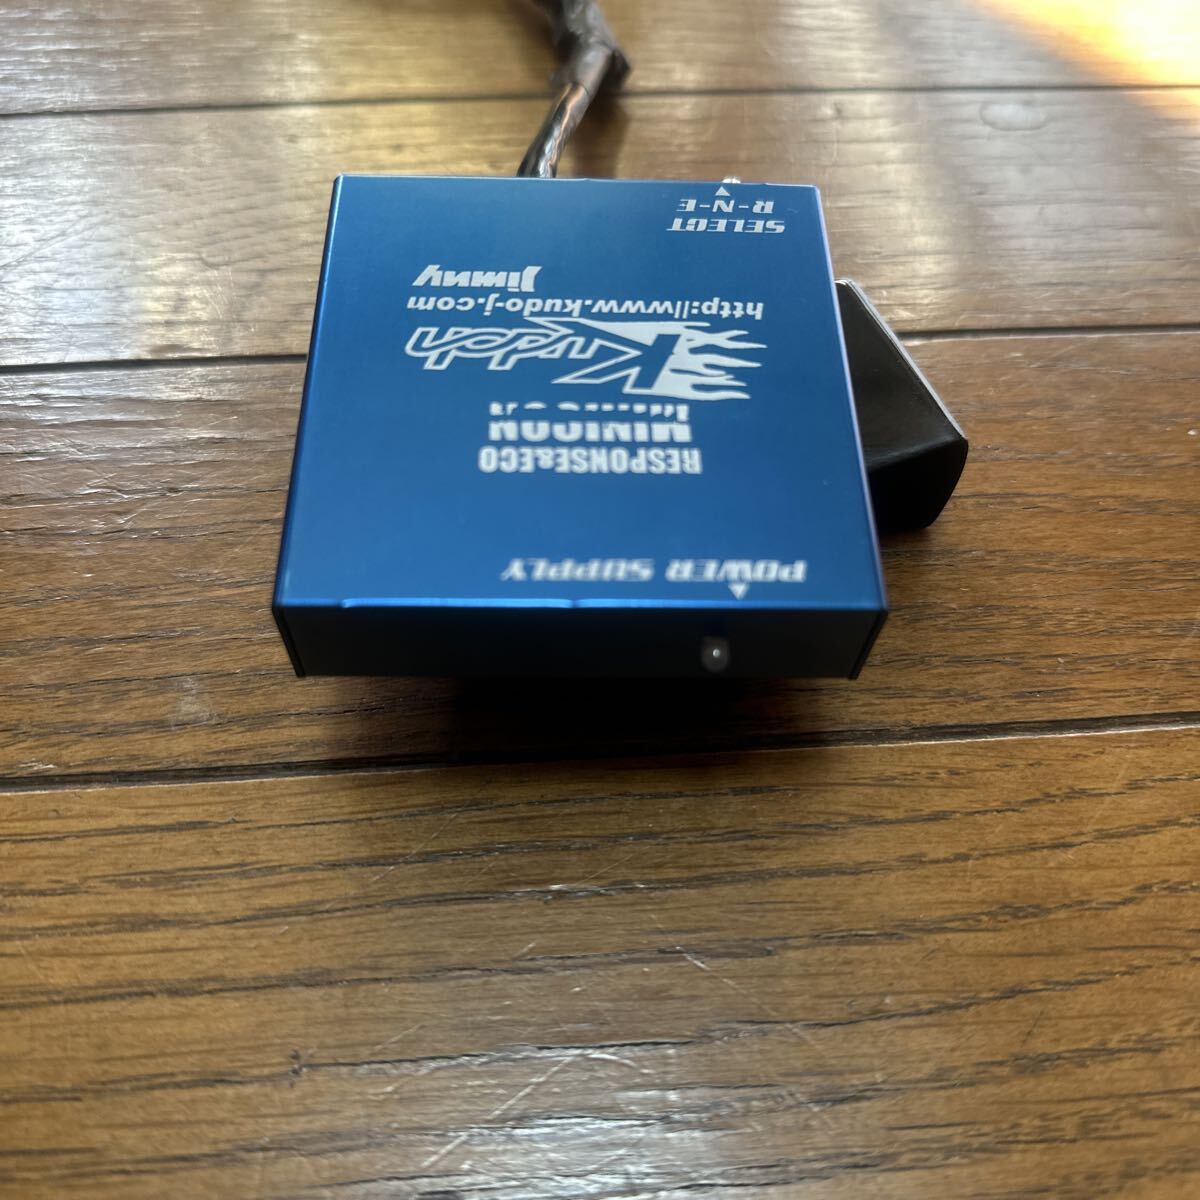 POWER SUPPLY
RESPONSE&ECO
MINICON
Kudoh
http://www.kudo-j.com
Jimny
SELECT
R-N-E